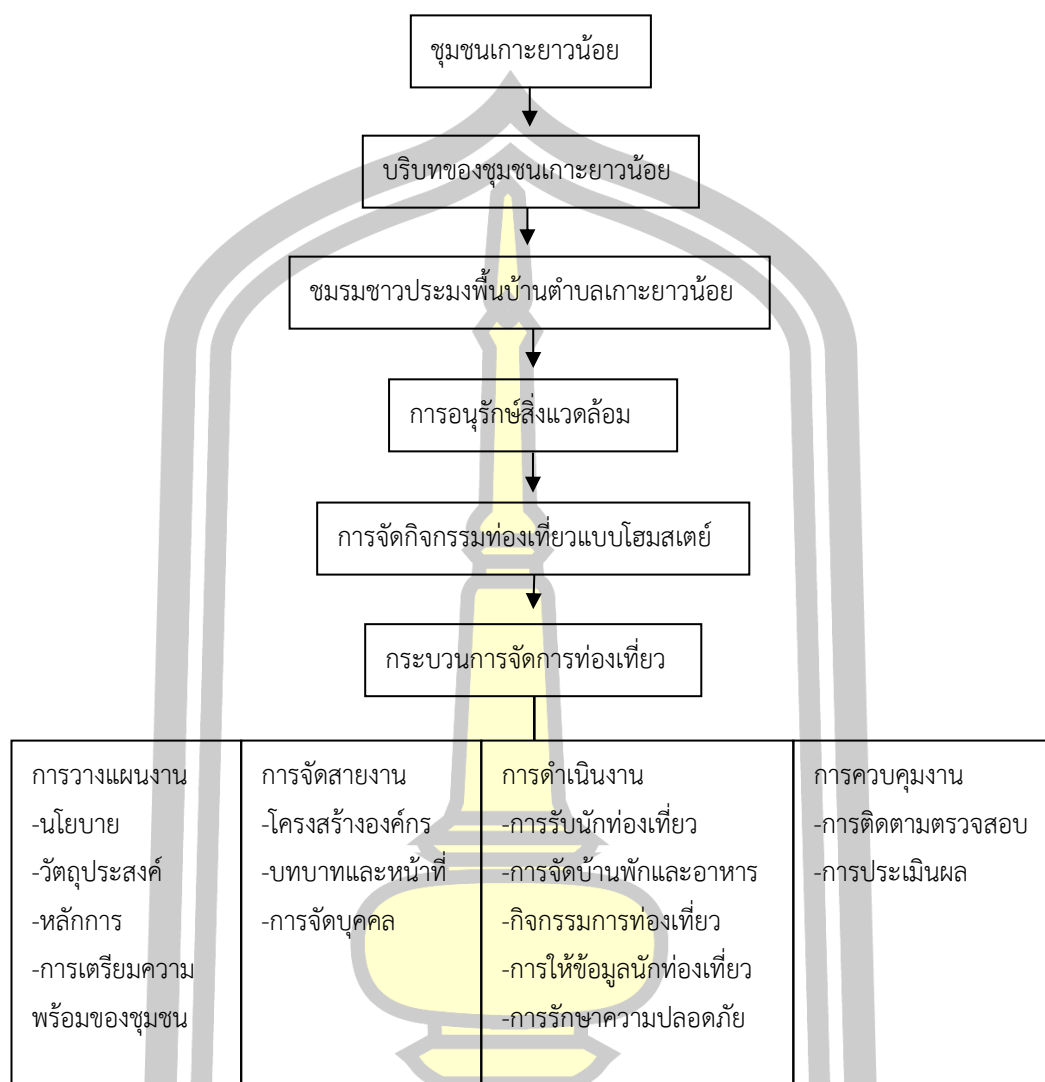 ชุมชนเกาะยาวน้อย
บริบทของชุมชนเกาะยาวน้อย
ชมรมชาวประมงพื้นบ้านตำบลเกาะยาวน้อย
การอนุรักษ์สิ่งแวดล้อม
การจัดกิจกรรมท่องเที่ยวแบบโฮมสเตย์
กระบวนการจัดการท่องเที่ยว
การวางแผนงาน
-นโยบาย
-วัตถุประสงค์
-หลักการ
-การเตรียมความ
พร้อมของชุมชน
การจัดสายงาน
-โครงสร้างองค์กร
-บทบาทและหน้าที่
-การจัดบุคคล
การดำเนินงาน
-การรับนักท่องเที่ยว
-การจัดบ้านพักและอาหาร
-กิจกรรมการท่องเที่ยว
-การให้ข้อมูลนักท่องเที่ยว
-การรักษาความปลอดภัย
การควบคุมงาน
-การติดตามตรวจสอบ
-การประเมินผล